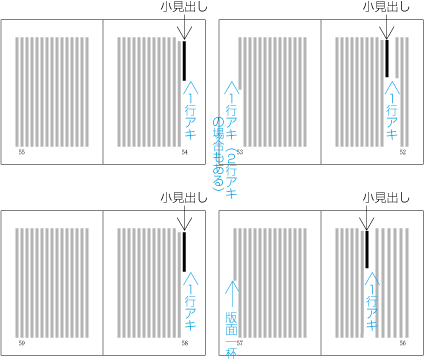 小見出し
小見出し
1行アキ
1行アキ
1行アキ(2行アキ
の場合もある)
55
54
53
52
小見出し
小見出し
1行アキ
1行アキ
版面一杯
59
58
57
56